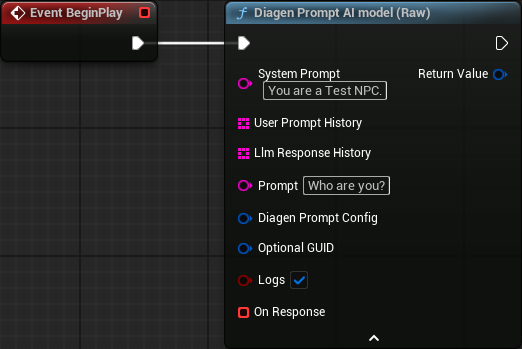 Event BeginPlay
Diagen Prompt AI model (Raw)
System Prompt
Return Value
You are a Test NPC.
User Prompt History
Llm Response History
Prompt Who are you?
Diagen Prompt Config
Optional GUID
Logs
On Response